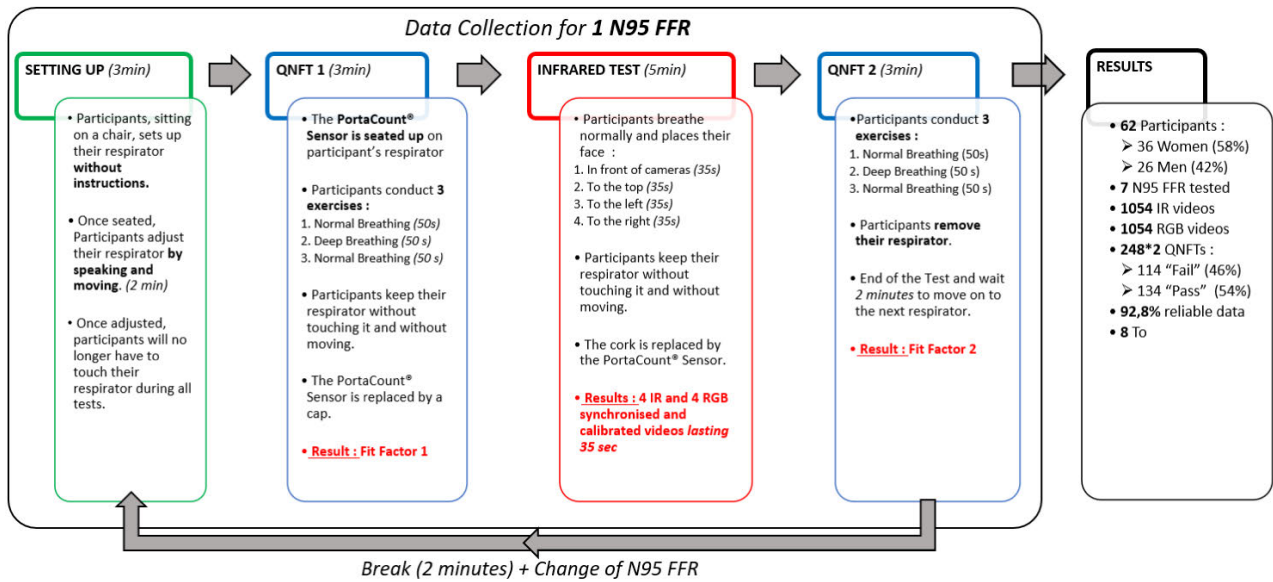 Data Collection for 1 N95 FFR
SETTING UP (3min)
• Participants, sitting
on a chair, sets up
their respirator
without
instructions.
• Once seated,
Participants adjust
their respirator by
speaking and
moving. (2 min)
• Once adjusted,
participants will no
longer have to
touch their
respirator during all
tests.
QNFT 1 (3min)
• The PortaCount®
Sensor is seated up on
participant's respirator
• Participants conduct 3
exercises :
1. Normal Breathing (50s)
2. Deep Breathing (50 s)
3. Normal Breathing (50 s)
• Participants keep their
respirator without
touching it and without
moving.
• The PortaCount®
Sensor is replaced by a
cap.
• Result : Fit Factor 1
INFRARED TEST (5min)
• Participants breathe
normally and places their
face :
1. In front of cameras (35s)
2. To the top (35s)
3. To the left (35s)
4. To the right (35s)
• Participants keep their
respirator without
touching it and without
moving.
• The cork is replaced by
the PortaCount® Sensor.
• Results : 4 IR and 4 RGB
synchronised and
calibrated videos lasting
35 sec
QNFT 2 (3min)
•Participants conduct 3
exercises :
1. Normal Breathing (50s)
2. Deep Breathing (50 s)
3. Normal Breathing (50 s)
• Participants remove
their respirator.
• End of the Test and wait
2 minutes to move on to
the next respirator.
• Result : Fit Factor 2
RESULTS
• 62 Participants :
➢ 36 Women (58%)
➢ 26 Men (42%)
• 7 N95 FFR tested
• 1054 IR videos
• 1054 RGB videos
• 248*2 QNFTs :
➢ 114 “Fail” (46%)
➢ 134 “Pass” (54%)
• 92,8% reliable data
• 8 To
Break (2 minutes) + Change of N95 FFR